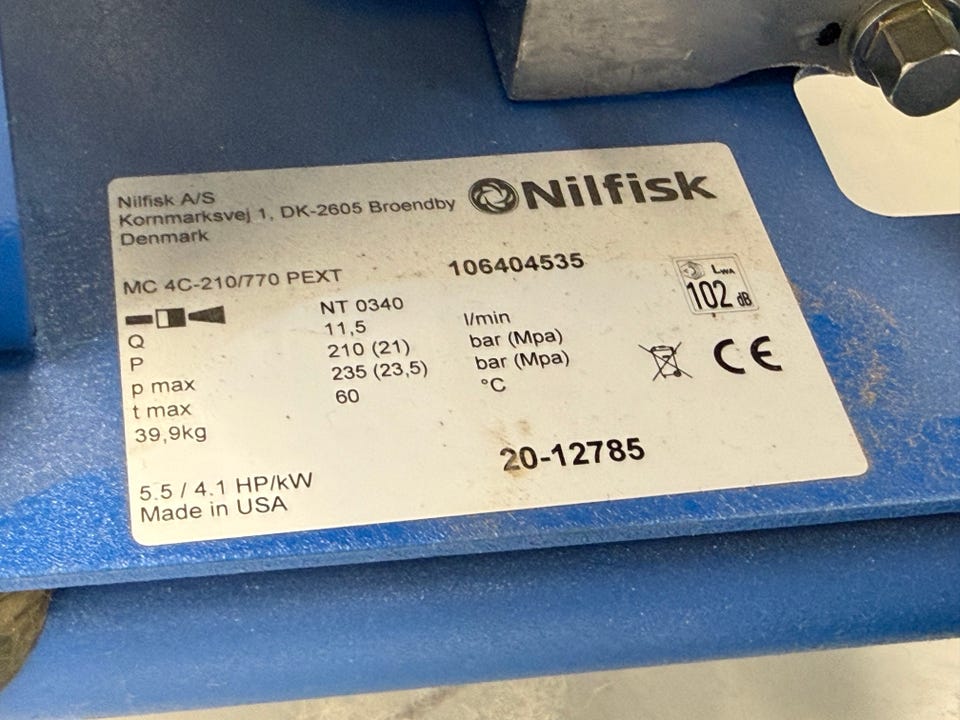 Nilfisk A/S
Kornmarksvej 1, DK-2605 Broendby
Denmark
Nilfisk
MC 4C-210/770 PEXT
106404535
NT 0340
Q 11,5 l/min
P 210 (21) bar (Mpa)
p max 235 (23,5) bar (Mpa)
t max 60 °C
39,9kg
LWA
102 dB
CE
20-12785
5.5 / 4.1 HP/kW
Made in USA